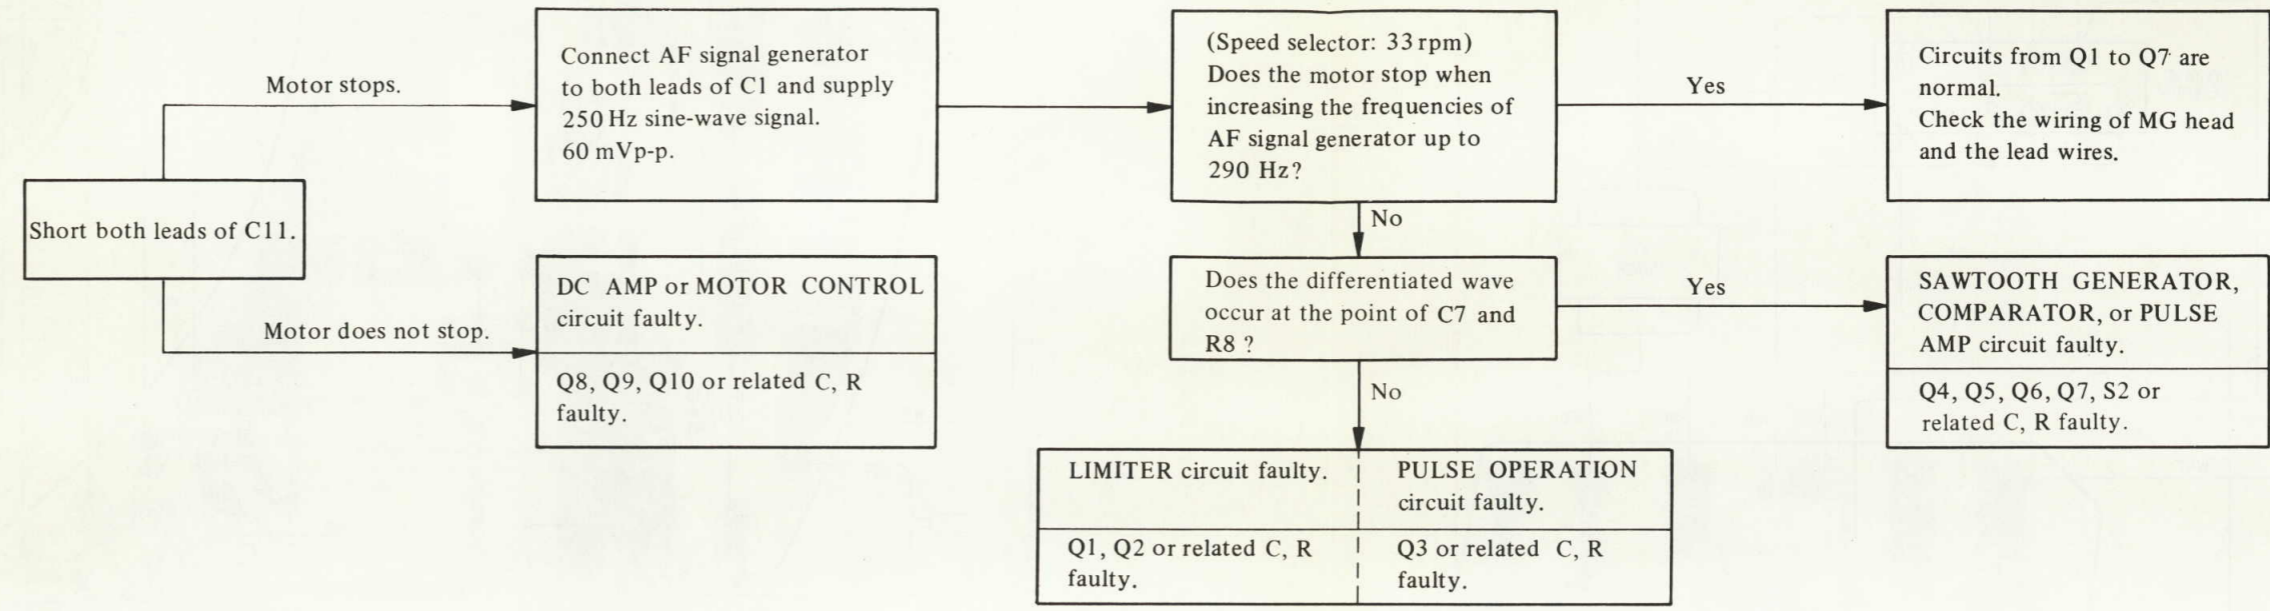 Short both leads of C11.
Motor stops.
Connect AF signal generator
to both leads of C1 and supply
250 Hz sine-wave signal.
60 mVp-p.
Motor does not stop.
DC AMP or MOTOR CONTROL
circuit faulty.
Q8, Q9, Q10 or related C, R
faulty.
(Speed selector: 33 rpm)
Does the motor stop when
increasing the frequencies of
AF signal generator up to
290 Hz?
Yes
Circuits from Q1 to Q7 are
normal.
Check the wiring of MG head
and the lead wires.
No
Does the differentiated wave
occur at the point of C7 and
R8 ?
Yes
SAWTOOTH GENERATOR,
COMPARATOR, or PULSE
AMP circuit faulty.
Q4, Q5, Q6, Q7, S2 or
related C, R faulty.
No
LIMITER circuit faulty.
Q1, Q2 or related C, R
faulty.
PULSE OPERATION
circuit faulty.
Q3 or related C, R
faulty.